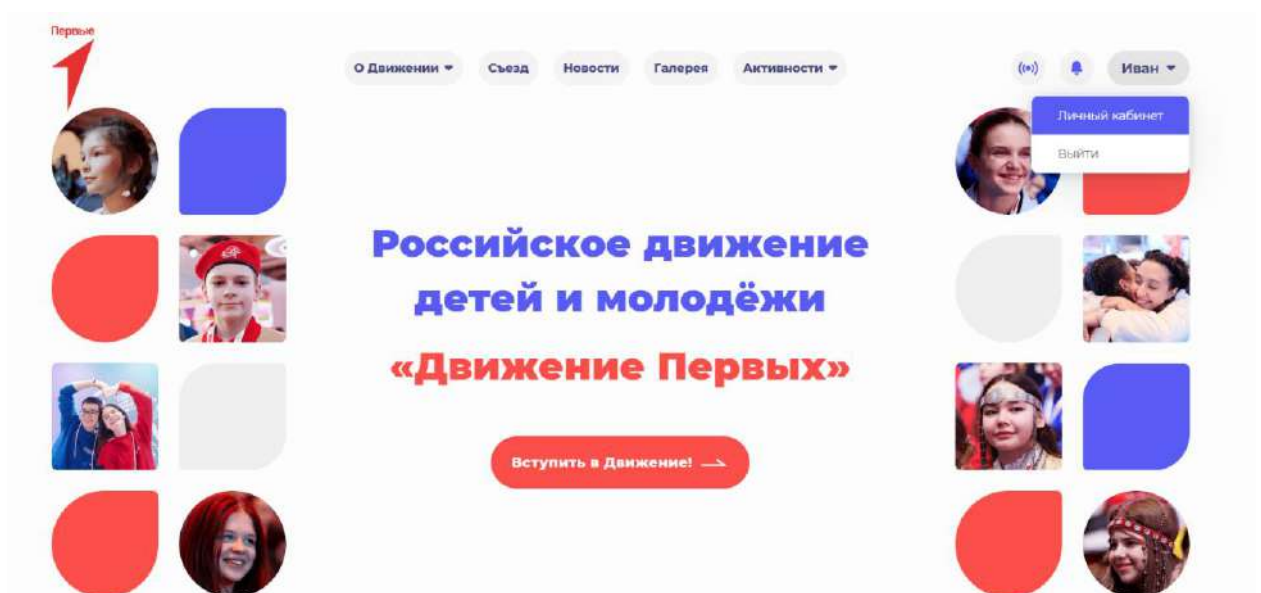 Первые
О Движении
Съезд
Новости
Галерея
Активности
Иван
Личный кабинет
Выйти
Российское движение
детей и молодёжи
«Движение Первых»
Вступить в Движение!